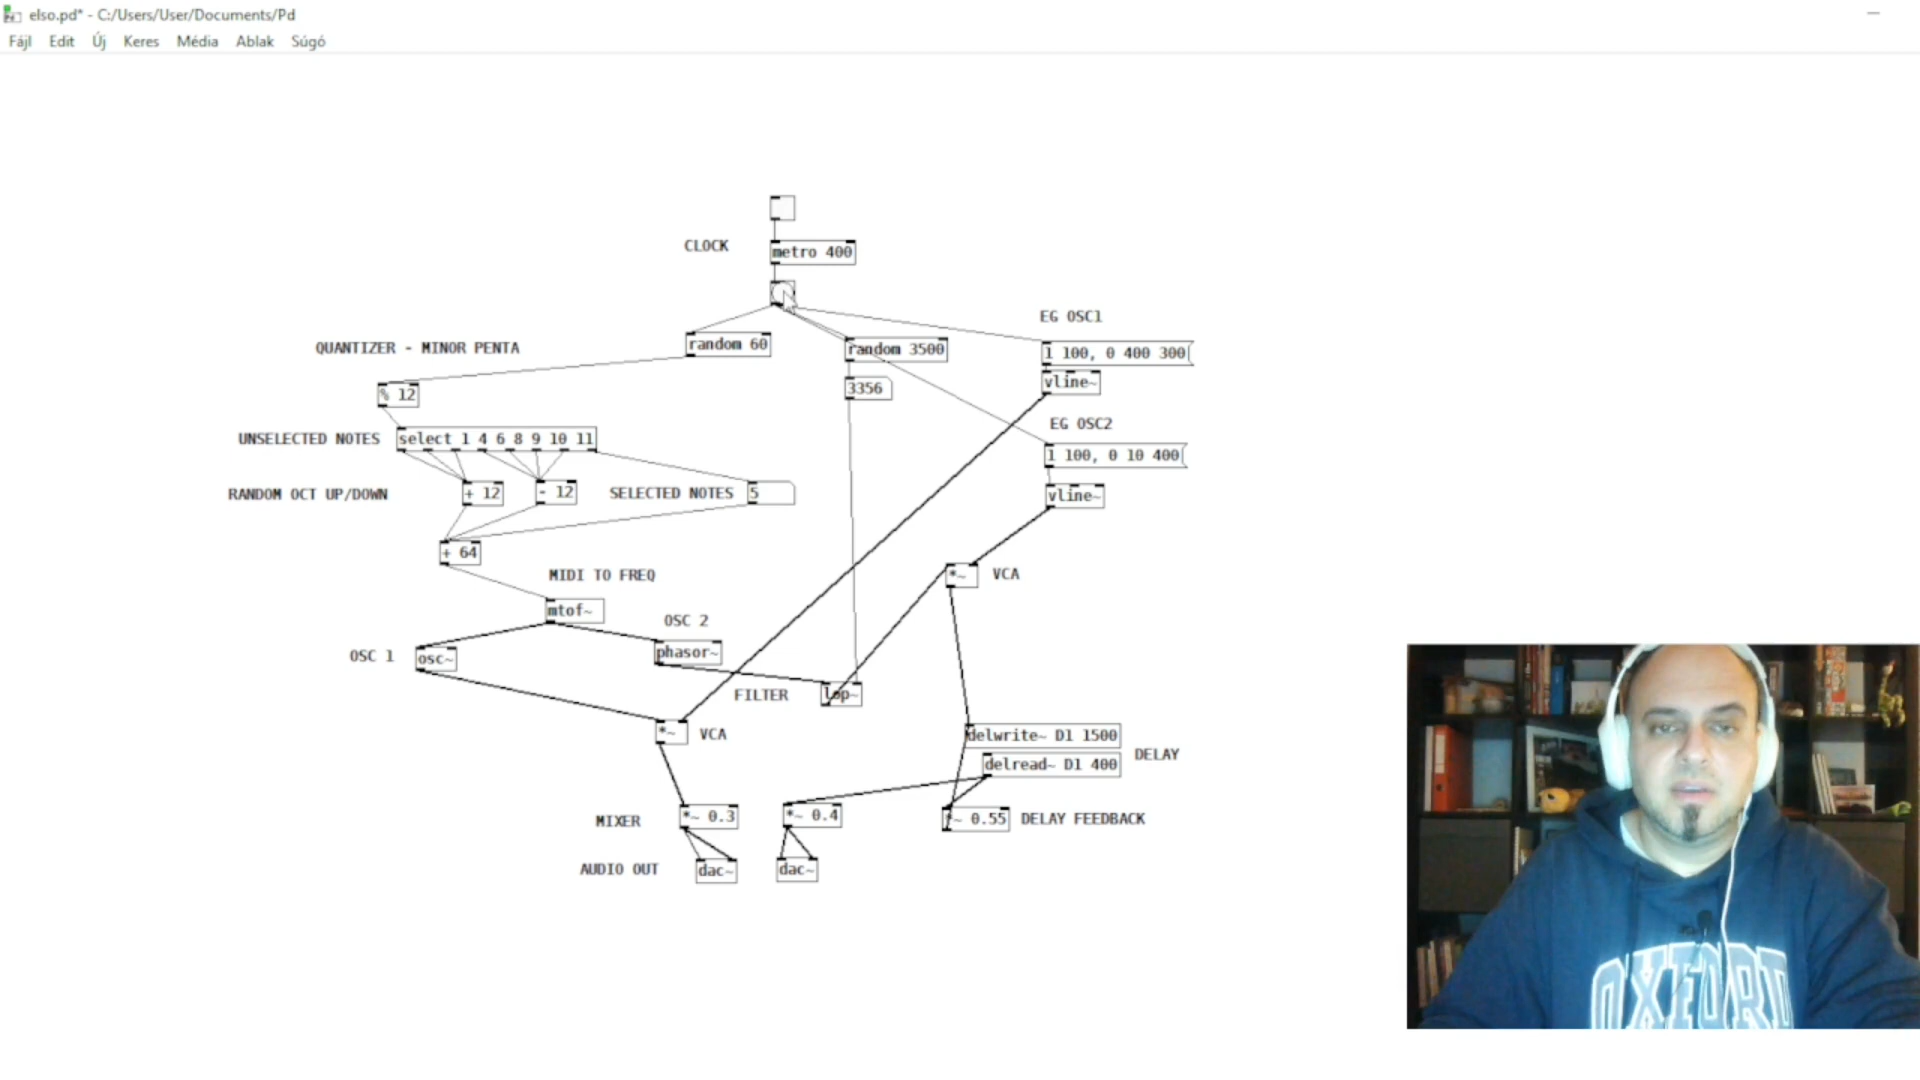 elso.pd* - C:/Users/User/Documents/Pd
Fájl Edit Új Keres Média Ablak Súgó
CLOCK
metro 400
EG OSC1
QUANTIZER - MINOR PENTA
random 60
random 3500
1 100, 0 400 300
% 12
3356
vline~
EG OSC2
UNSELECTED NOTES
select 1 4 6 8 9 10 11
1 100, 0 10 400
RANDOM OCT UP/DOWN
+ 12
- 12
SELECTED NOTES
5
vline~
+ 64
MIDI TO FREQ
*~
VCA
mtof~
OSC 2
OSC 1
osc~
phasor~
FILTER
lop~
*~
VCA
delwrite~ D1 1500
delread~ D1 400
DELAY
MIXER
*~ 0.3
*~ 0.4
*~ 0.55
DELAY FEEDBACK
AUDIO OUT
dac~
dac~
OXFORD